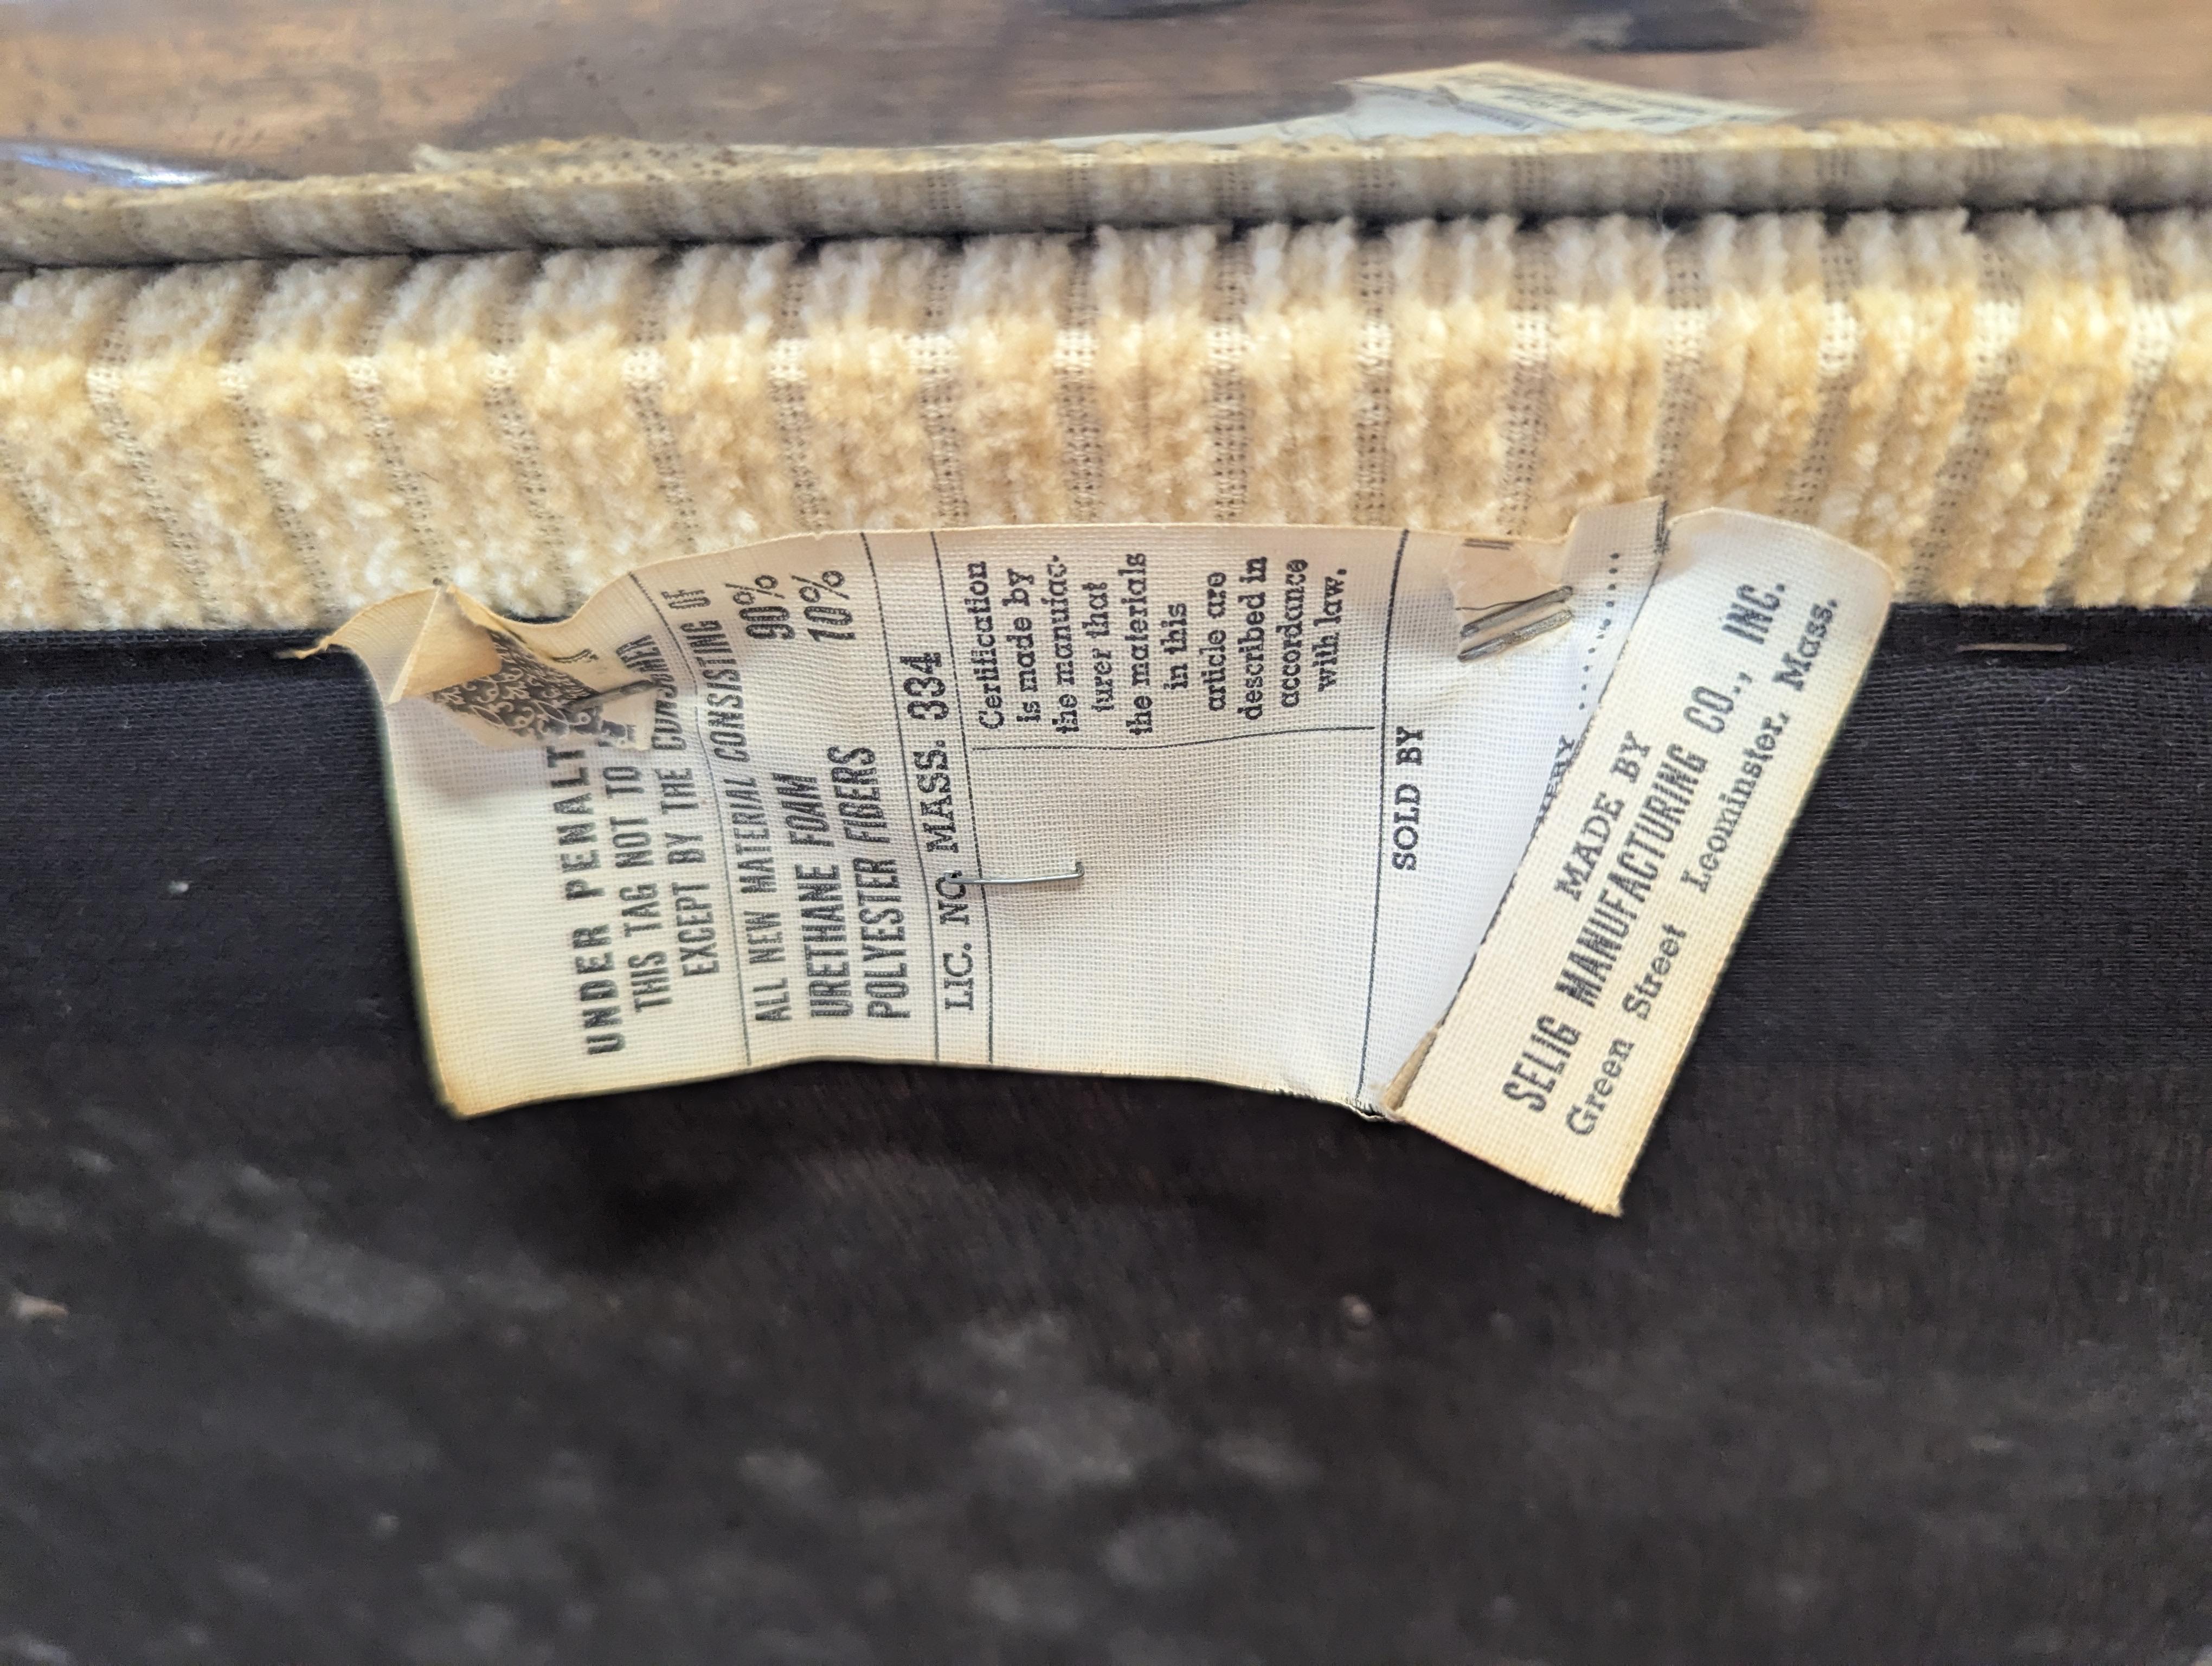 UNDER PENALT
THIS TAG NOT TO
EXCEPT BY THE CONSUMER
ALL NEW MATERIAL CONSISTING OF
URETHANE FOAM 90%
POLYESTER FIBERS 10%
LIC. NO. MASS. 334
Certification
is made by
the manufac-
turer that
the materials
in this
article are
described in
accordance
with law.
SOLD BY
MADE BY
SELIG MANUFACTURING CO., INC.
Green Street Leominster, Mass.